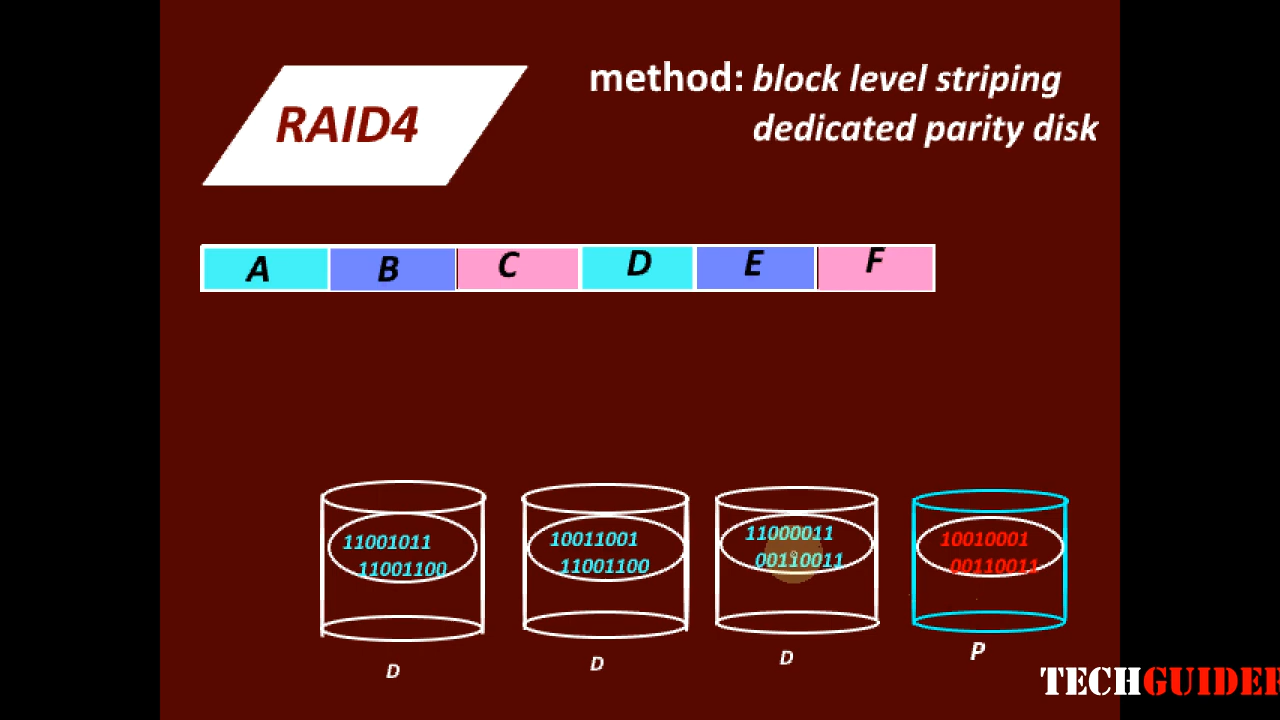 RAID4
method: block level striping
dedicated parity disk
A B C D E F
11001011 10011001 11000011 10010001
11001100 11001100 00110011 00110011
D D D P
TECHGUIDER